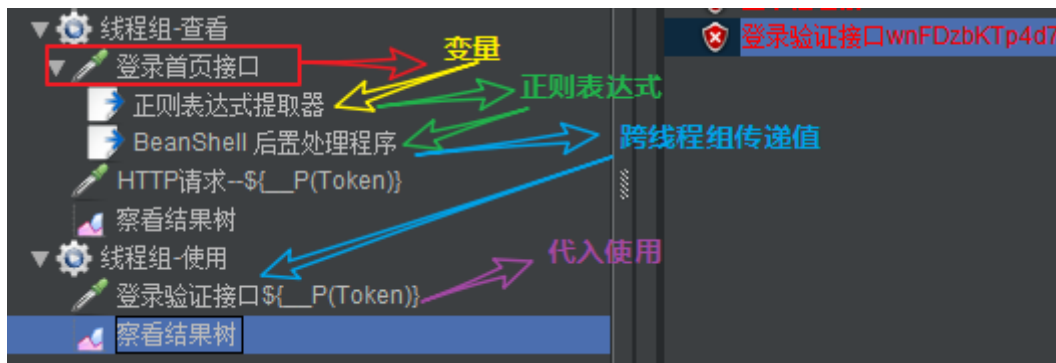 线程组-查看
登录首页接口
正则表达式提取器
BeanShell 后置处理程序
HTTP请求--${__P(Token)}
察看结果树
线程组-使用
登录验证接口${__P(Token)}
察看结果树
变量
正则表达式
跨线程组传递值
代入使用
登录验证接口wnFDzbKTp4d7